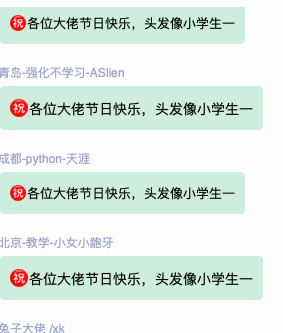 ㊗各位大佬节日快乐，头发像小学生一
青岛-强化不学习-ASlien
㊗各位大佬节日快乐，头发像小学生一
成都-python-天涯
㊗各位大佬节日快乐，头发像小学生一
北京-教学-小女小龅牙
㊗各位大佬节日快乐，头发像小学生一
兔子大佬 /xk